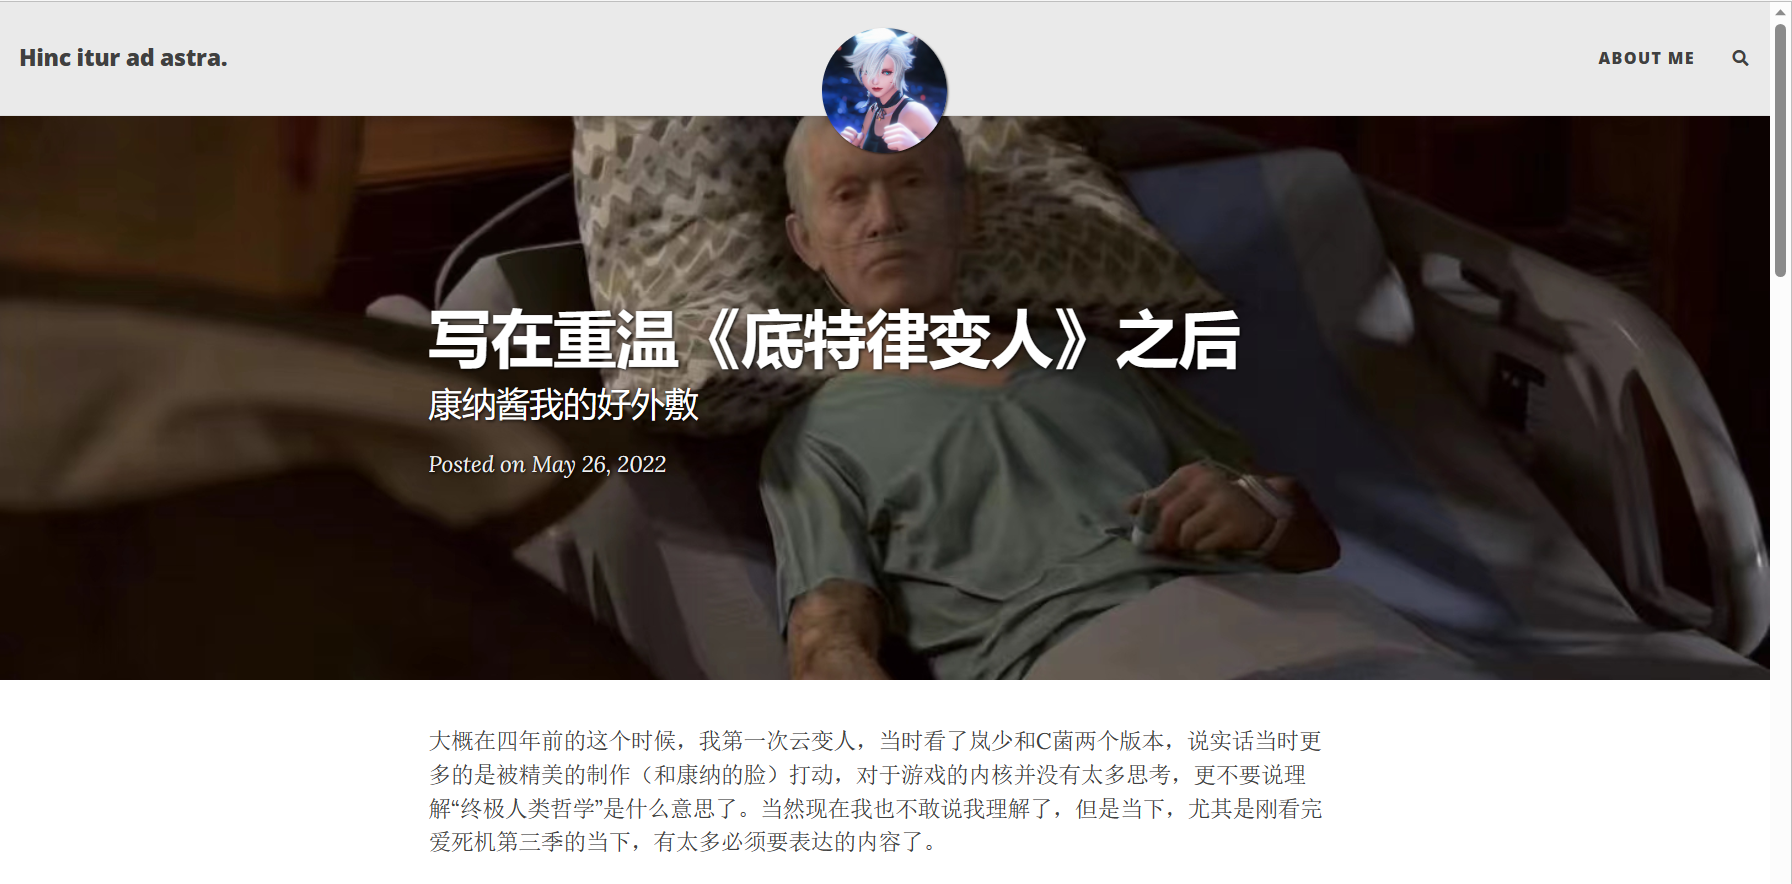 Hinc itur ad astra.
ABOUT ME
写在重温《底特律变人》之后
康纳酱我的好外敷
Posted on May 26, 2022
大概在四年前的这个时候，我第一次云变人，当时看了岚少和C菌两个版本，说实话当时更
多的是被精美的制作（和康纳的脸）打动，对于游戏的内核并没有太多思考，更不要说理
解“终极人类哲学”是什么意思了。当然现在我也不敢说我理解了，但是当下，尤其是刚看完
爱死机第三季的当下，有太多必须要表达的内容了。